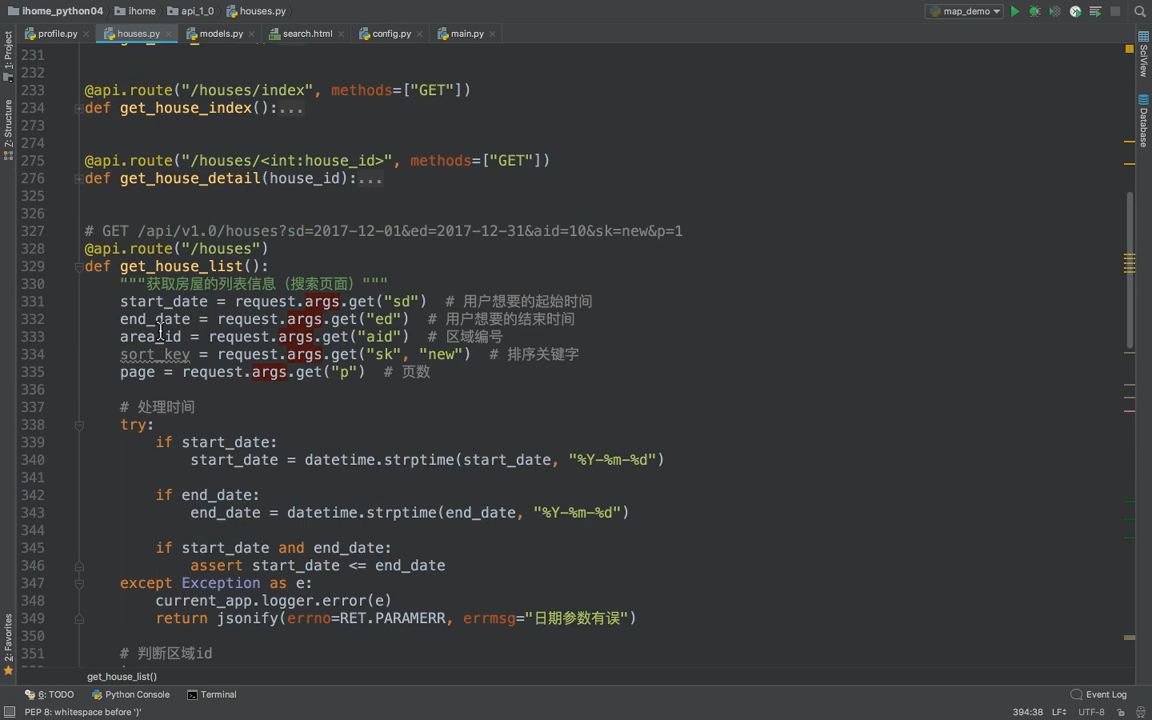 ihome_python04 ihome api_1_0 houses.py map_demo
profile.py houses.py models.py search.html config.py main.py
1: Project
7: Structure
2: Favorites
SciView
Database
231
232
233 @api.route("/houses/index", methods=["GET"])
234 def get_house_index():...
273
274
275 @api.route("/houses/<int:house_id>", methods=["GET"])
276 def get_house_detail(house_id):...
325
326
327 # GET /api/v1.0/houses?sd=2017-12-01&ed=2017-12-31&aid=10&sk=new&p=1
328 @api.route("/houses")
329 def get_house_list():
330 """获取房屋的列表信息（搜索页面）"""
331 start_date = request.args.get("sd") # 用户想要的起始时间
332 end_date = request.args.get("ed") # 用户想要的结束时间
333 area_id = request.args.get("aid") # 区域编号
334 sort_key = request.args.get("sk", "new") # 排序关键字
335 page = request.args.get("p") # 页数
336
337 # 处理时间
338 try:
339 if start_date:
340 start_date = datetime.strptime(start_date, "%Y-%m-%d")
341
342 if end_date:
343 end_date = datetime.strptime(end_date, "%Y-%m-%d")
344
345 if start_date and end_date:
346 assert start_date <= end_date
347 except Exception as e:
348 current_app.logger.error(e)
349 return jsonify(errno=RET.PARAMERR, errmsg="日期参数有误")
350
351 # 判断区域id
get_house_list()
6: TODO Python Console Terminal Event Log
PEP 8: whitespace before ')' 394:38 LF UTF-8